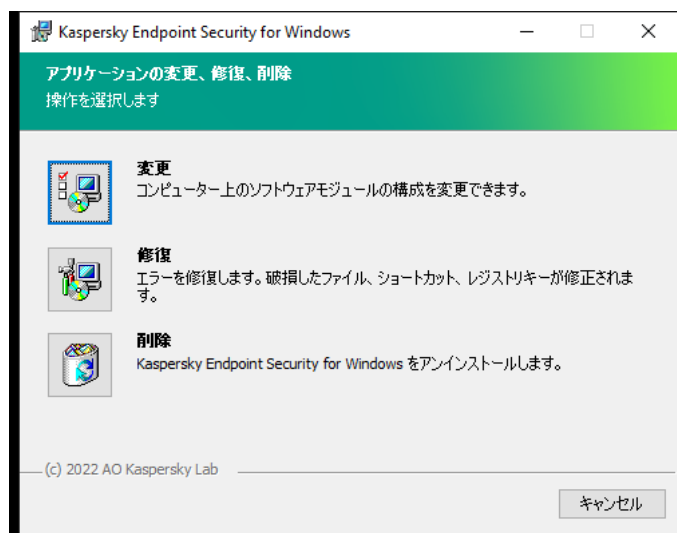 Kaspersky Endpoint Security for Windows
アプリケーションの変更、修復、削除
操作を選択します
変更
コンピューター上のソフトウェアモジュールの構成を変更できます。
修復
エラーを修復します。破損したファイル、ショートカット、レジストリキーが修正されま
す。
削除
Kaspersky Endpoint Security for Windows をアンインストールします。
(c) 2022 AO Kaspersky Lab
キャンセル